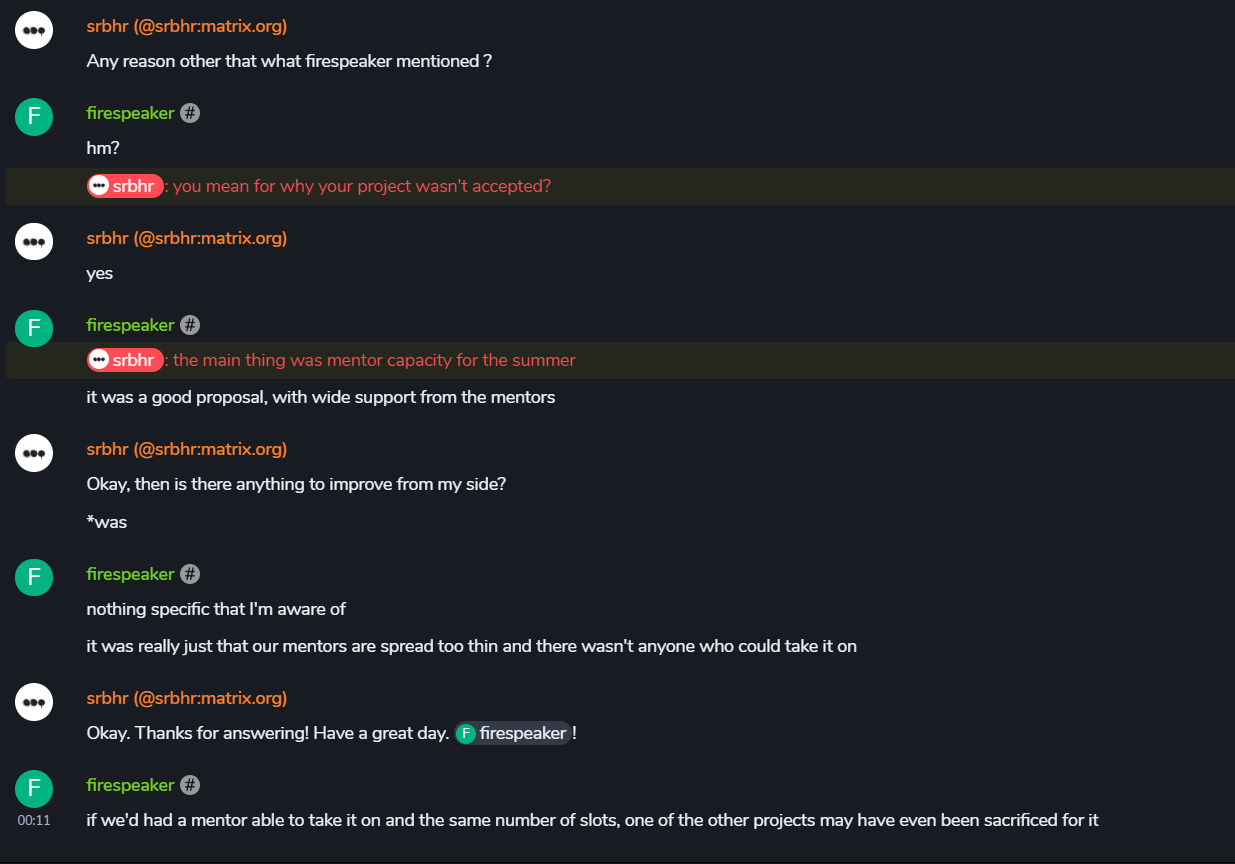 srbhr (@srbhr:matrix.org)
Any reason other that what firespeaker mentioned ?
F
firespeaker #
hm?
srbhr : you mean for why your project wasn't accepted?
srbhr (@srbhr:matrix.org)
yes
F
firespeaker #
srbhr : the main thing was mentor capacity for the summer
it was a good proposal, with wide support from the mentors
srbhr (@srbhr:matrix.org)
Okay, then is there anything to improve from my side?
*was
F
firespeaker #
nothing specific that I'm aware of
it was really just that our mentors are spread too thin and there wasn't anyone who could take it on
srbhr (@srbhr:matrix.org)
Okay. Thanks for answering! Have a great day. F firespeaker !
F
firespeaker #
00:11 if we'd had a mentor able to take it on and the same number of slots, one of the other projects may have even been sacrificed for it